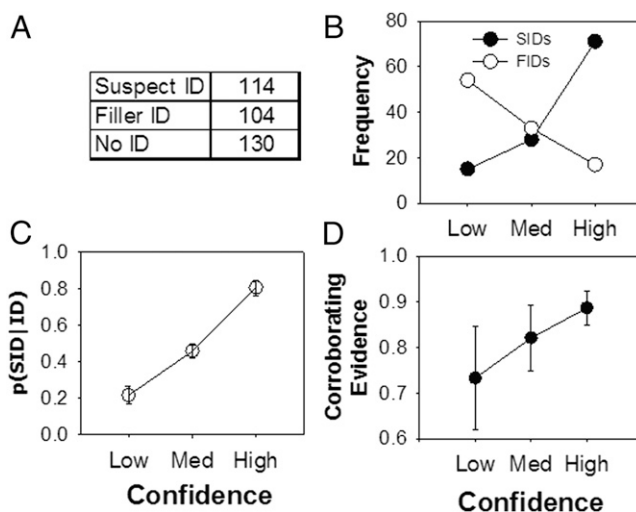 A
Suspect ID 114
Filler ID 104
No ID 130
B
80
60
40
20
0
Frequency
SIDs
FIDs
Low Med High
C
1.0
0.8
0.6
0.4
0.2
0.0
p(SID|ID)
Low Med High
Confidence
D
1.0
0.9
0.8
0.7
0.6
Corroborating
Evidence
Low Med High
Confidence